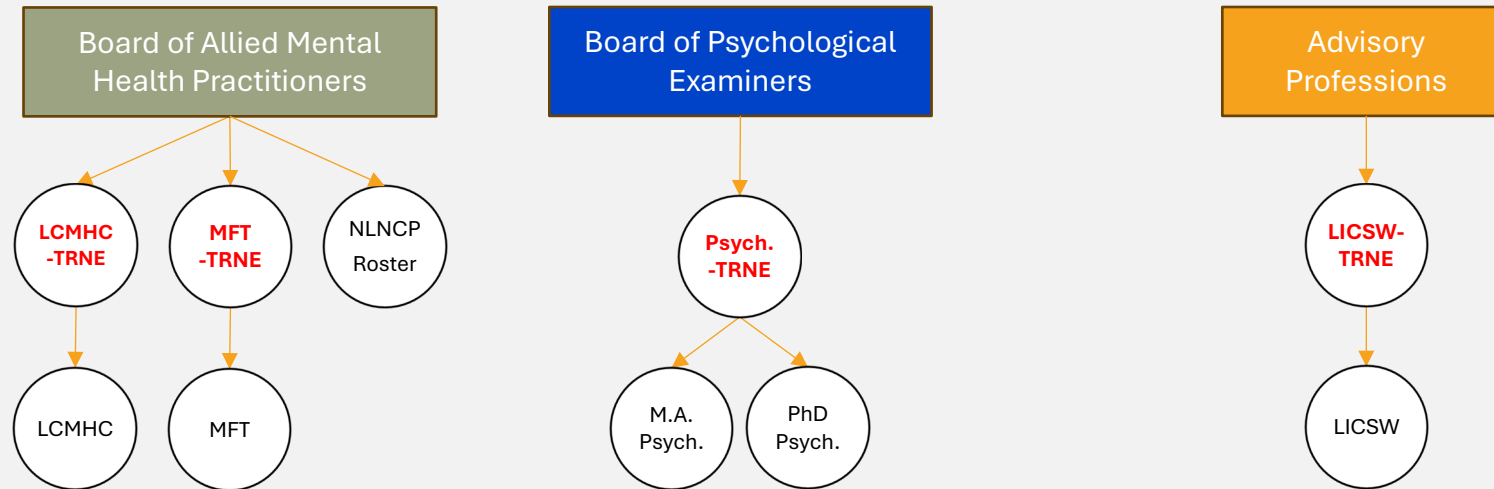 Board of Allied Mental
Health Practitioners
Board of Psychological
Examiners
Advisory
Professions
LCMHC
-TRNE
MFT
-TRNE
NLNCP
Roster
Psych.
-TRNE
LICSW-
TRNE
LCMHC
MFT
M.A.
Psych.
PhD
Psych.
LICSW